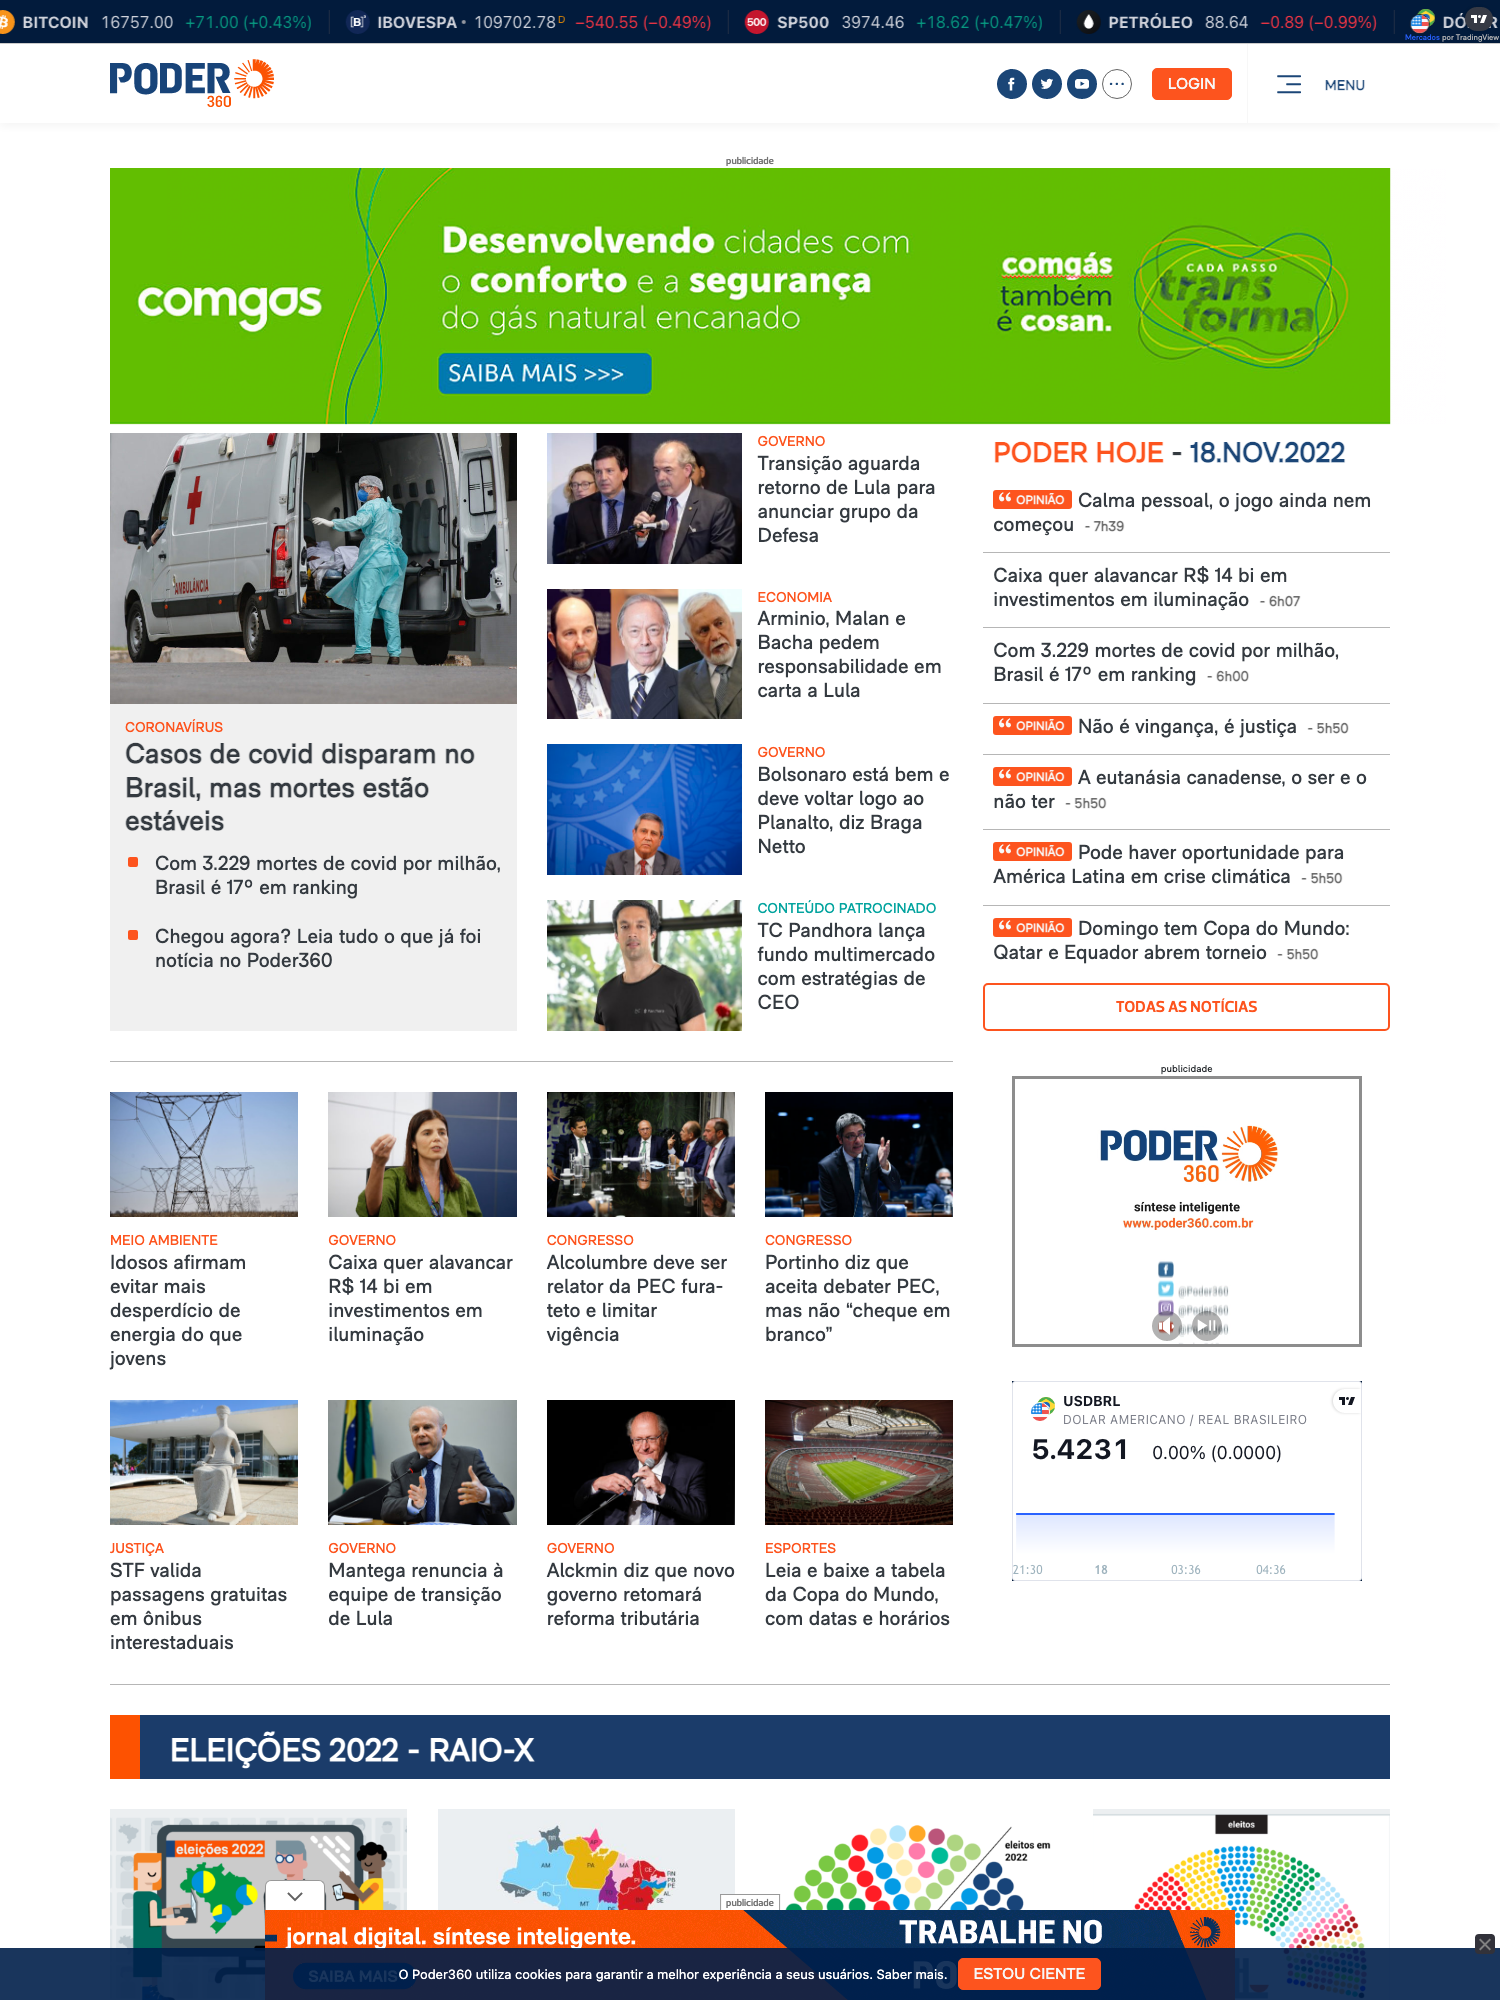 BITCOIN 16757.00 +71.00 (+0.43%) IBOVESPA • 109702.78 D −540.55 (−0.49%) SP500 3974.46 +18.62 (+0.47%) PETRÓLEO 88.64 −0.89 (−0.99%)
Mercados por TradingView
PODER
360
LOGIN
MENU
publicidade
comgas
Desenvolvendo cidades com
o conforto e a segurança
do gás natural encanado
SAIBA MAIS >>>
comgás
também
é cosan.
CADA PASSO
transforma
AMBULÂNCIA
CORONAVÍRUS
Casos de covid disparam no
Brasil, mas mortes estão
estáveis
Com 3.229 mortes de covid por milhão,
Brasil é 17º em ranking
Chegou agora? Leia tudo o que já foi
notícia no Poder360
GOVERNO
Transição aguarda
retorno de Lula para
anunciar grupo da
Defesa
ECONOMIA
Arminio, Malan e
Bacha pedem
responsabilidade em
carta a Lula
GOVERNO
Bolsonaro está bem e
deve voltar logo ao
Planalto, diz Braga
Netto
CONTEÚDO PATROCINADO
TC Pandhora lança
fundo multimercado
com estratégias de
CEO
PODER HOJE - 18.NOV.2022
“ OPINIÃO Calma pessoal, o jogo ainda nem
começou - 7h39
Caixa quer alavancar R$ 14 bi em
investimentos em iluminação - 6h07
Com 3.229 mortes de covid por milhão,
Brasil é 17º em ranking - 6h00
“ OPINIÃO Não é vingança, é justiça - 5h50
“ OPINIÃO A eutanásia canadense, o ser e o
não ter - 5h50
“ OPINIÃO Pode haver oportunidade para
América Latina em crise climática - 5h50
“ OPINIÃO Domingo tem Copa do Mundo:
Qatar e Equador abrem torneio - 5h50
TODAS AS NOTÍCIAS
MEIO AMBIENTE
Idosos afirmam
evitar mais
desperdício de
energia do que
jovens
GOVERNO
Caixa quer alavancar
R$ 14 bi em
investimentos em
iluminação
CONGRESSO
Alcolumbre deve ser
relator da PEC fura-
teto e limitar
vigência
CONGRESSO
Portinho diz que
aceita debater PEC,
mas não “cheque em
branco”
JUSTIÇA
STF valida
passagens gratuitas
em ônibus
interestaduais
GOVERNO
Mantega renuncia à
equipe de transição
de Lula
GOVERNO
Alckmin diz que novo
governo retomará
reforma tributária
ESPORTES
Leia e baixe a tabela
da Copa do Mundo,
com datas e horários
publicidade
PODER
360
síntese inteligente
www.poder360.com.br
@Poder360
@Poder360
USDBRL
DOLAR AMERICANO / REAL BRASILEIRO
5.4231 0.00% (0.0000)
21:30 18 03:36 04:36
ELEIÇÕES 2022 - RAIO-X
eleições 2022
RR AP
AM PA MA CE RN
PB PE
PI AL
AC RO SE
MT
eleitos em
2022
eleitos
publicidade
jornal digital. síntese inteligente.
TRABALHE NO
SAIBA MAIS
O Poder360 utiliza cookies para garantir a melhor experiência a seus usuários. Saber mais.
ESTOU CIENTE